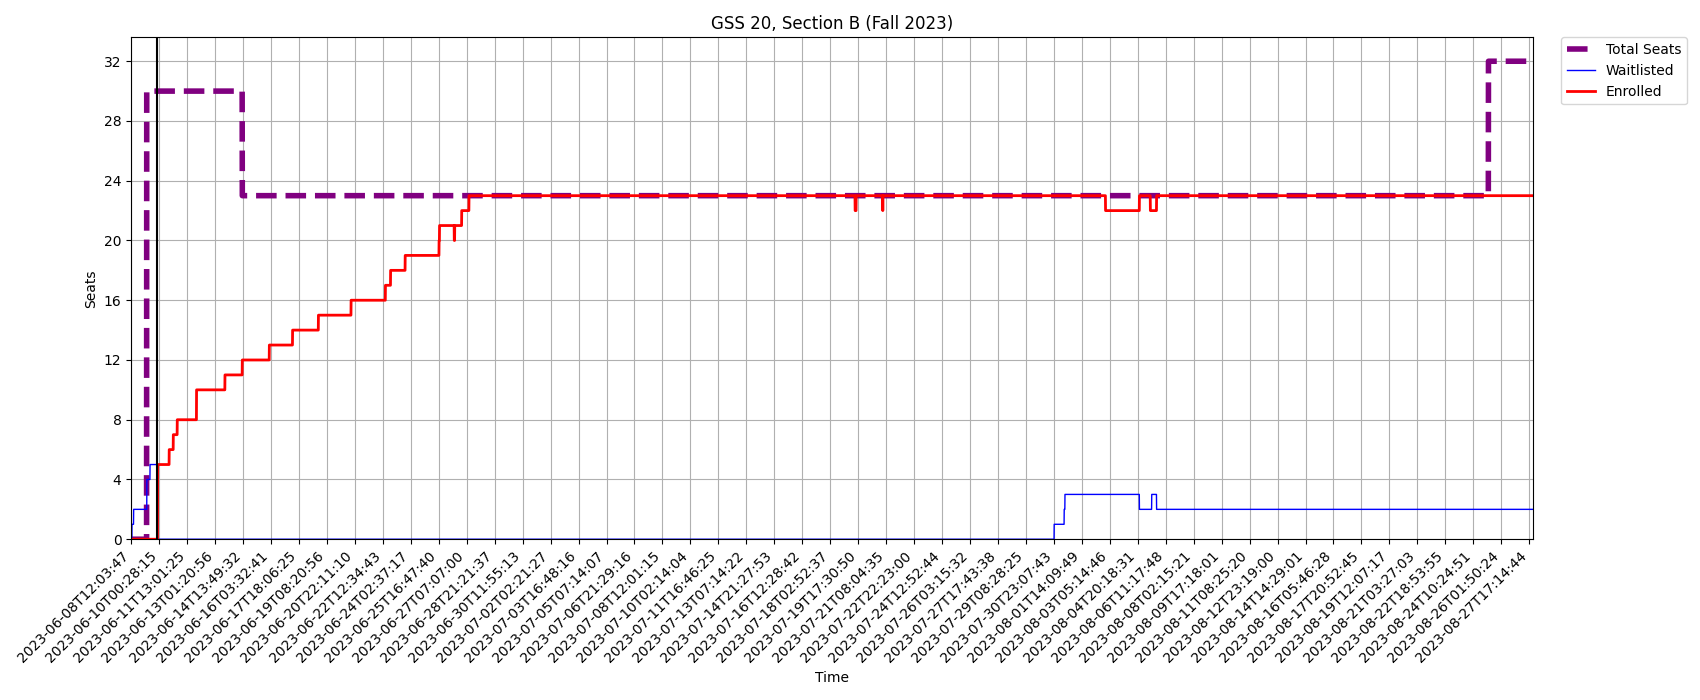 GSS 20, Section B (Fall 2023)
Total Seats
Waitlisted
Enrolled
32
28
24
20
16
12
8
4
0
Seats
2023-06-08T12:03:47
2023-06-10T00:28:15
2023-06-11T13:01:25
2023-06-13T01:20:56
2023-06-14T13:49:32
2023-06-16T03:32:41
2023-06-17T18:06:25
2023-06-19T08:20:56
2023-06-20T22:11:10
2023-06-22T12:34:43
2023-06-24T02:37:17
2023-06-25T16:47:40
2023-06-27T07:07:00
2023-06-28T21:21:37
2023-06-30T11:55:13
2023-07-02T02:21:27
2023-07-03T16:48:16
2023-07-05T07:14:07
2023-07-06T21:29:16
2023-07-08T12:01:15
2023-07-10T02:14:04
2023-07-11T16:46:25
2023-07-13T07:14:22
2023-07-14T21:27:53
2023-07-16T12:28:42
2023-07-18T02:52:37
2023-07-19T17:30:50
2023-07-21T08:04:35
2023-07-22T22:23:00
2023-07-24T12:52:44
2023-07-26T03:15:32
2023-07-27T17:43:38
2023-07-29T08:28:25
2023-07-30T23:07:43
2023-08-01T14:09:49
2023-08-03T05:14:46
2023-08-04T20:18:31
2023-08-06T11:17:48
2023-08-08T02:15:21
2023-08-09T17:18:01
2023-08-11T08:25:20
2023-08-12T23:19:00
2023-08-14T14:29:01
2023-08-16T05:46:28
2023-08-17T20:52:45
2023-08-19T12:07:17
2023-08-21T03:27:03
2023-08-22T18:53:55
2023-08-24T10:24:51
2023-08-26T01:50:24
2023-08-27T17:14:44
Time